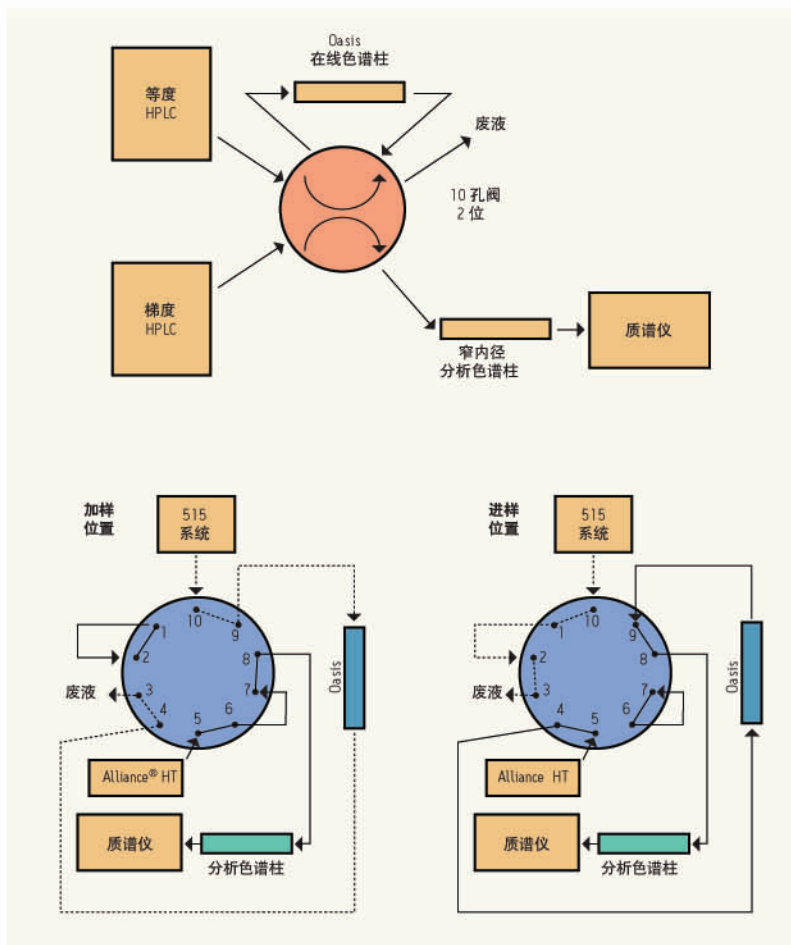 Oasis
在线色谱柱
等度
HPLC
废液
10 孔阀
2 位
梯度
HPLC
质谱仪
窄内径
分析色谱柱
加样
位置
515
系统
10
1
9
2
8
3
7
4
5
6
废液
Oasis
Alliance® HT
质谱仪
分析色谱柱
进样
位置
515
系统
10
1
9
2
8
3
7
4
5
6
废液
Oasis
Alliance HT
质谱仪
分析色谱柱